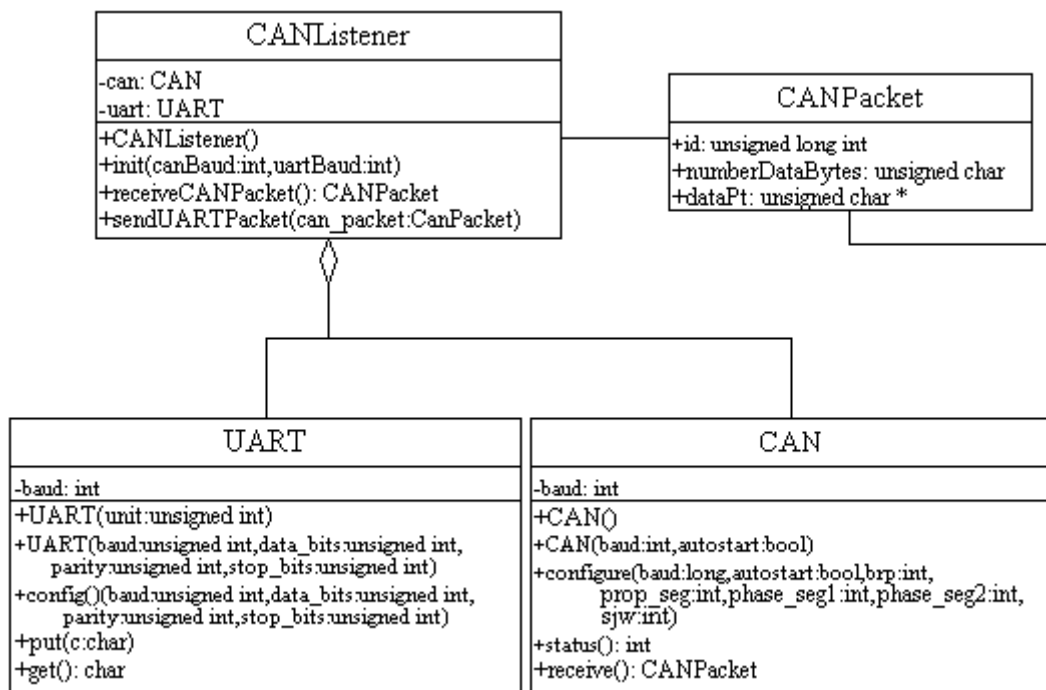 CANListener
-can: CAN
-uart: UART
+CANListener()
+init(canBaud:int,uartBaud:int)
+receiveCANPacket(): CANPacket
+sendUARTPacket(can_packet:CanPacket)
CANPacket
+id: unsigned long int
+numberDataBytes: unsigned char
+dataPt: unsigned char *
UART
-baud: int
+UART(unit:unsigned int)
+UART(baud:unsigned int,data_bits:unsigned int,
parity:unsigned int,stop_bits:unsigned int)
+config()(baud:unsigned int,data_bits:unsigned int,
parity:unsigned int,stop_bits:unsigned int)
+put(c:char)
+get(): char
CAN
-baud: int
+CAN()
+CAN(baud:int,autostart:bool)
+configure(baud:long,autostart:bool,brp:int,
prop_seg:int,phase_seg1:int,phase_seg2:int,
sjw:int)
+status(): int
+receive(): CANPacket